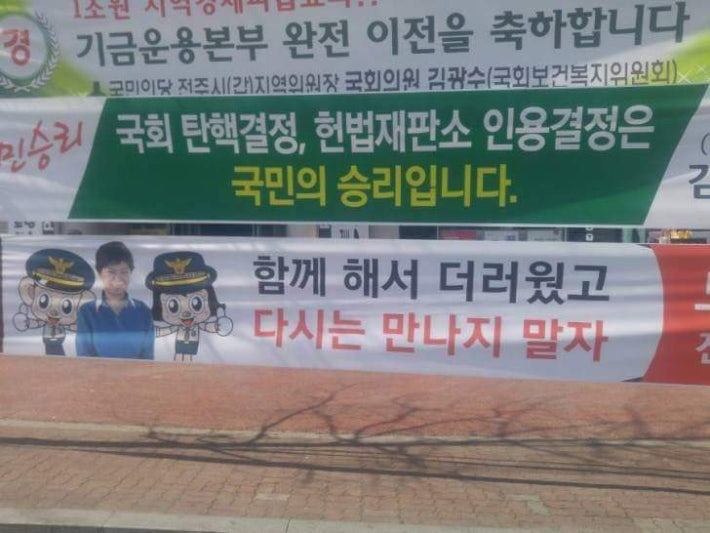 경
1조원 지역경제파급효과!!
기금운용본부 완전 이전을 축하합니다
국민의당 전주시(갑)지역위원장 국회의원 김광수(국회보건복지위원회)
민승리
국회 탄핵결정, 헌법재판소 인용결정은
국민의 승리입니다.
김
함께 해서 더러웠고
다시는 만나지 말자